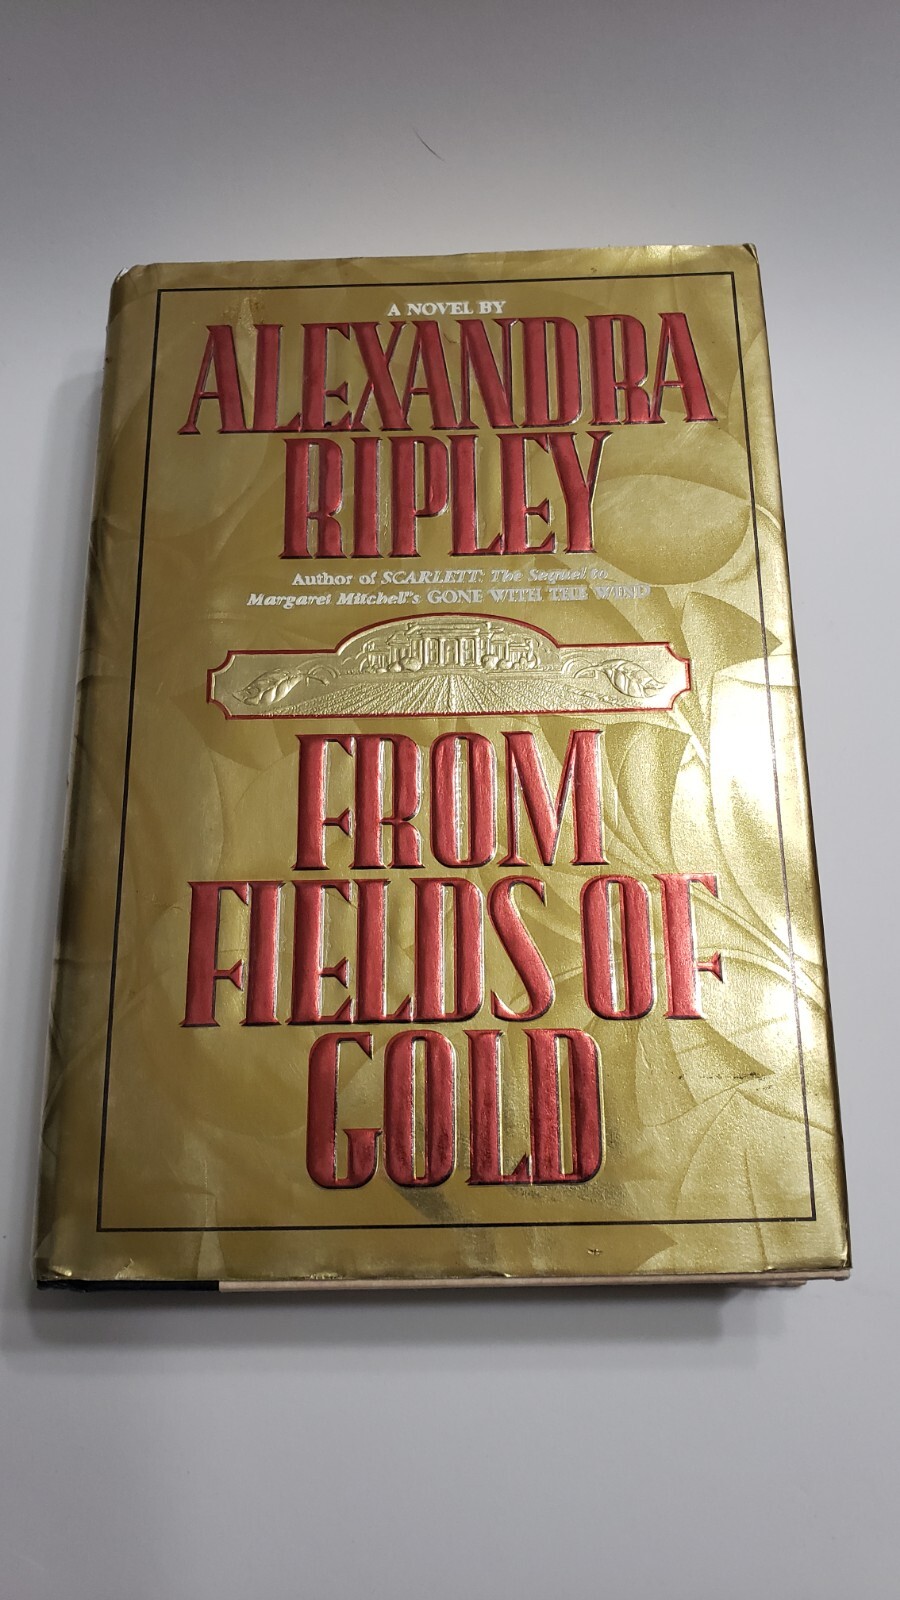 A NOVEL BY
ALEXANDRA
RIPLEY
Author of SCARLETT: The Sequel to
Margaret Mitchell's GONE WITH THE WIND
FROM
FIELDS OF
GOLD